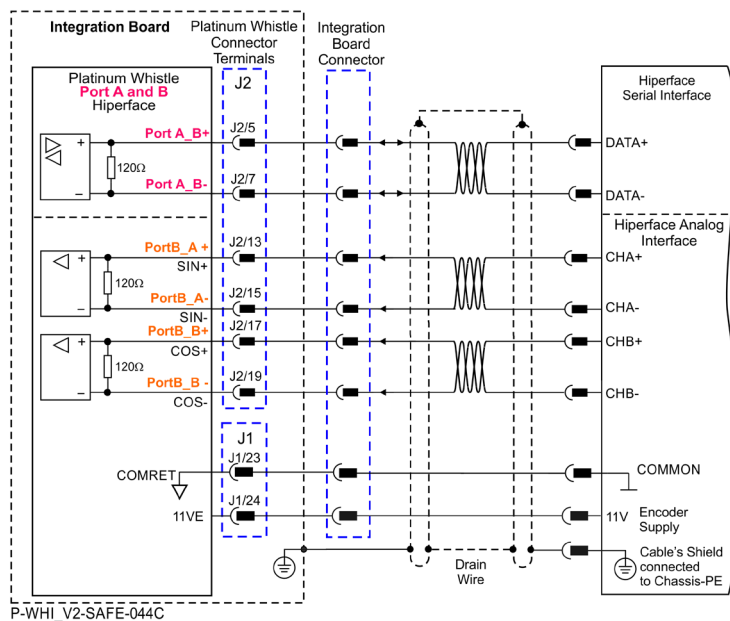 Integration Board
Platinum Whistle
Connector
Terminals
Integration
Board
Connector
Platinum Whistle
Port A and B
Hiperface
J2
Hiperface
Serial Interface
+
Port A_B+
J2/5
DATA+
120Ω
–
Port A_B-
J2/7
DATA-
Hiperface Analog
Interface
+
PortB_A +
SIN+
J2/13
CHA+
120Ω
–
PortB_A-
SIN-
J2/15
CHA-
+
PortB_B+
COS+
J2/17
CHB+
120Ω
–
PortB_B -
COS-
J2/19
CHB-
J1
COMRET
J1/23
COMMON
11VE
J1/24
11V
Encoder
Supply
Drain
Wire
Cable's Shield
connected
to Chassis-PE
P-WHI_V2-SAFE-044C